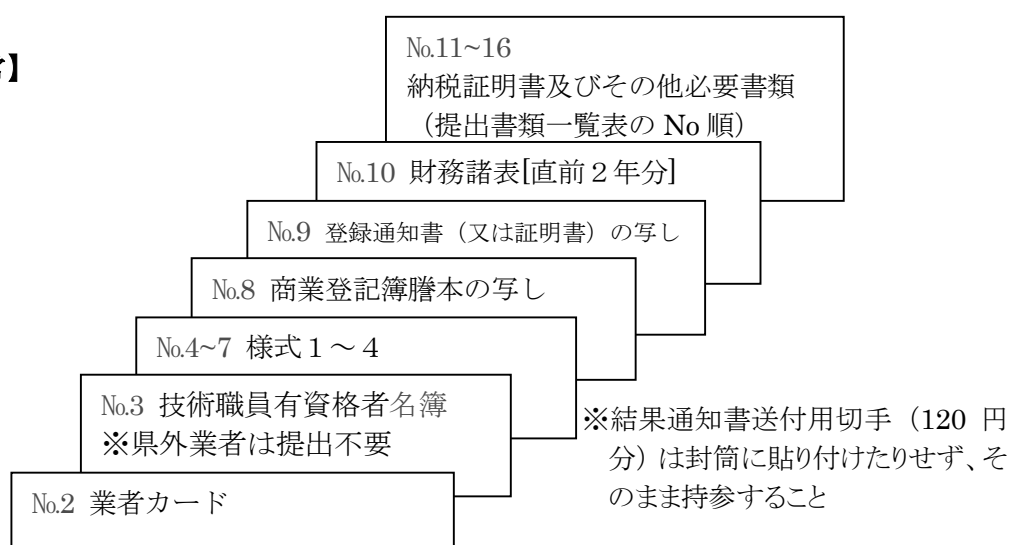 】
№11~16
納税証明書及びその他必要書類
（提出書類一覧表の No 順）
№10 財務諸表[直前２年分]
№9 登録通知書（又は証明書）の写し
№8 商業登記簿謄本の写し
№4~7 様式１～４
№3 技術職員有資格者名簿
※県外業者は提出不要
№2 業者カード
※結果通知書送付用切手（120 円
分）は封筒に貼り付けたりせず、そ
のまま持参すること